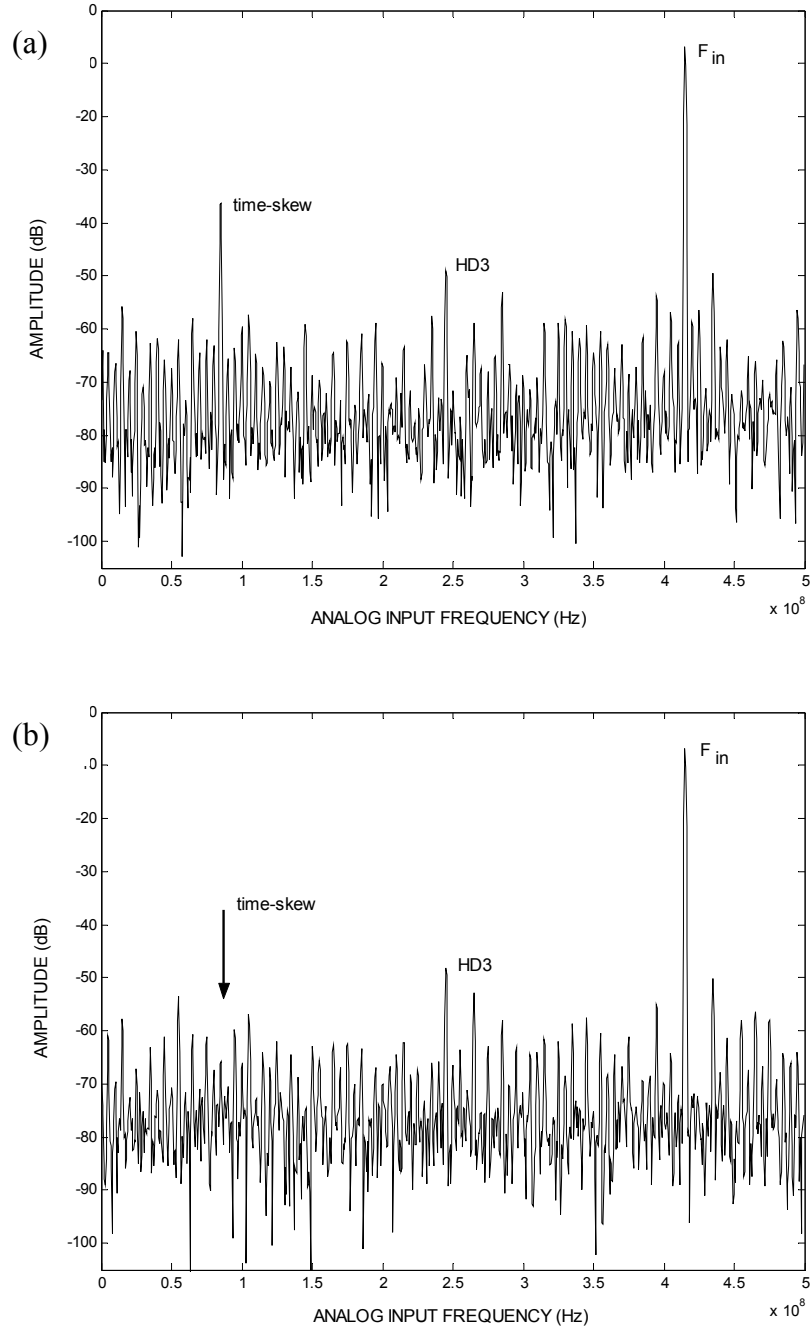 (a)
0
0
-20
-30
-40
-50
-60
-70
-80
-90
-100
AMPLITUDE (dB)
F in
time-skew
HD3
0 0.5 1 1.5 2 2.5 3 3.5 4 4.5 5
x 10^8
ANALOG INPUT FREQUENCY (Hz)
(b)
0
.0
-20
-30
-40
-50
-60
-70
-80
-90
-100
AMPLITUDE (dB)
F in
time-skew
HD3
0 0.5 1 1.5 2 2.5 3 3.5 4 4.5 5
x 10^8
ANALOG INPUT FREQUENCY (Hz)